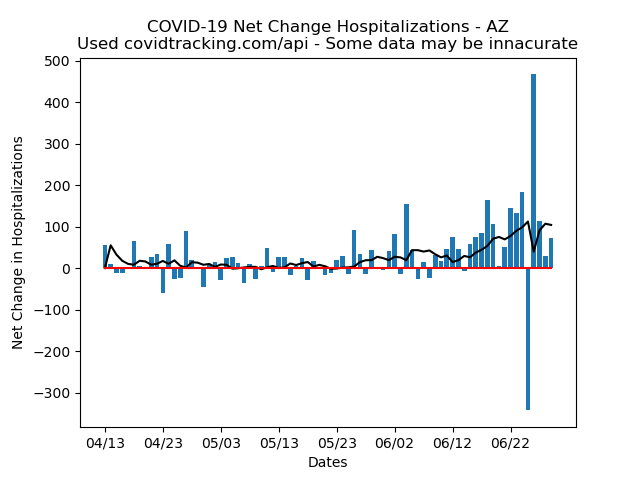 COVID-19 Net Change Hospitalizations - AZ
Used covidtracking.com/api - Some data may be innacurate
500
400
300
200
100
0
−100
−200
−300
Net Change in Hospitalizations
04/13 04/23 05/03 05/13 05/23 06/02 06/12 06/22
Dates